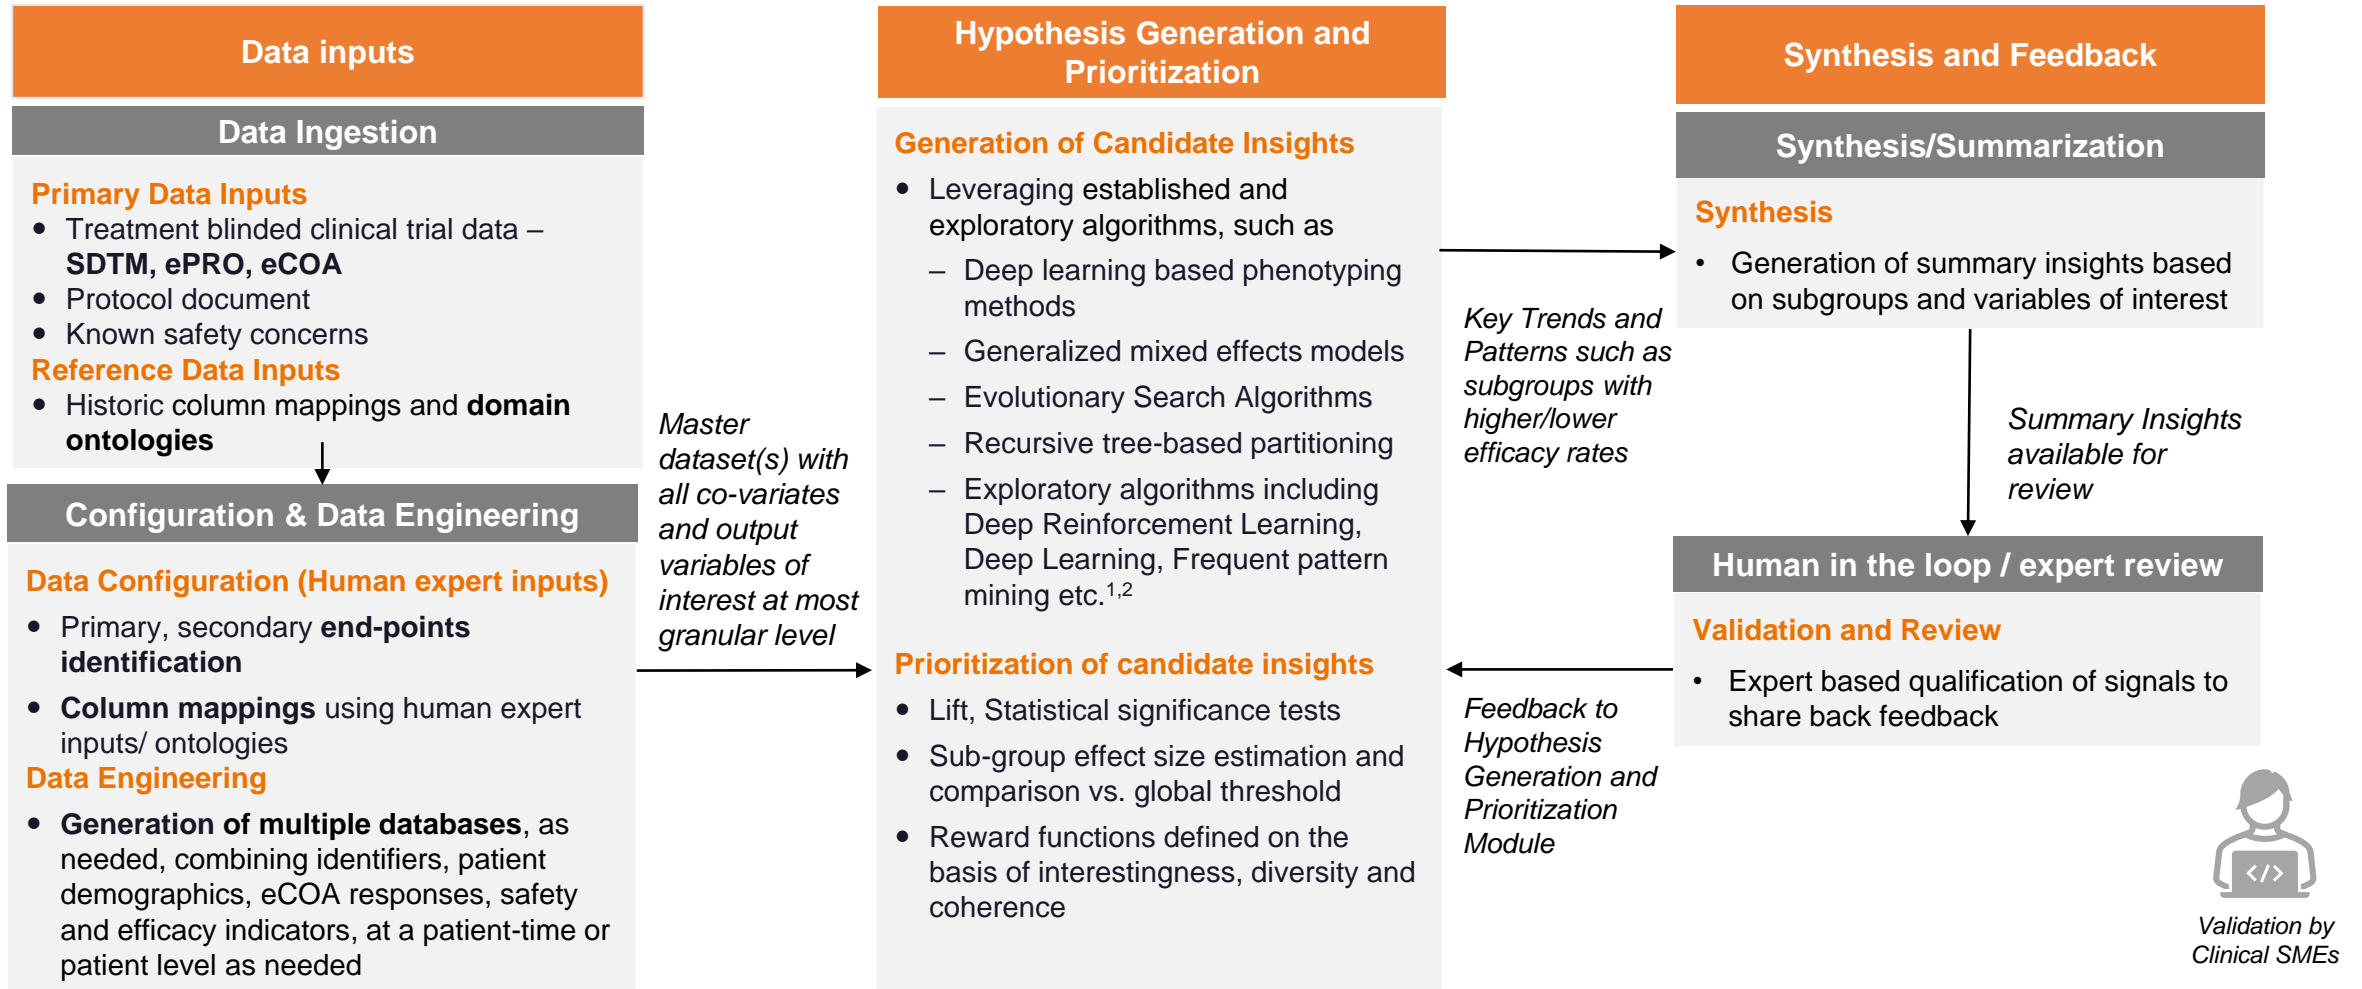 Data inputs
Data Ingestion
Primary Data Inputs
• Treatment blinded clinical trial data –
SDTM, ePRO, eCOA
• Protocol document
• Known safety concerns
Reference Data Inputs
• Historic column mappings and domain
ontologies
Configuration & Data Engineering
Data Configuration (Human expert inputs)
• Primary, secondary end-points
identification
• Column mappings using human expert
inputs/ ontologies
Data Engineering
• Generation of multiple databases, as
needed, combining identifiers, patient
demographics, eCOA responses, safety
and efficacy indicators, at a patient-time or
patient level as needed
Master
dataset(s) with
all co-variates
and output
variables of
interest at most
granular level
Hypothesis Generation and
Prioritization
Generation of Candidate Insights
• Leveraging established and
exploratory algorithms, such as
– Deep learning based phenotyping
methods
– Generalized mixed effects models
– Evolutionary Search Algorithms
– Recursive tree-based partitioning
– Exploratory algorithms including
Deep Reinforcement Learning,
Deep Learning, Frequent pattern
mining etc.1,2
Prioritization of candidate insights
• Lift, Statistical significance tests
• Sub-group effect size estimation and
comparison vs. global threshold
• Reward functions defined on the
basis of interestingness, diversity and
coherence
Key Trends and
Patterns such as
subgroups with
higher/lower
efficacy rates
Feedback to
Hypothesis
Generation and
Prioritization
Module
Synthesis and Feedback
Synthesis/Summarization
Synthesis
• Generation of summary insights based
on subgroups and variables of interest
Summary Insights
available for
review
Human in the loop / expert review
Validation and Review
• Expert based qualification of signals to
share back feedback
</>
Validation by
Clinical SMEs